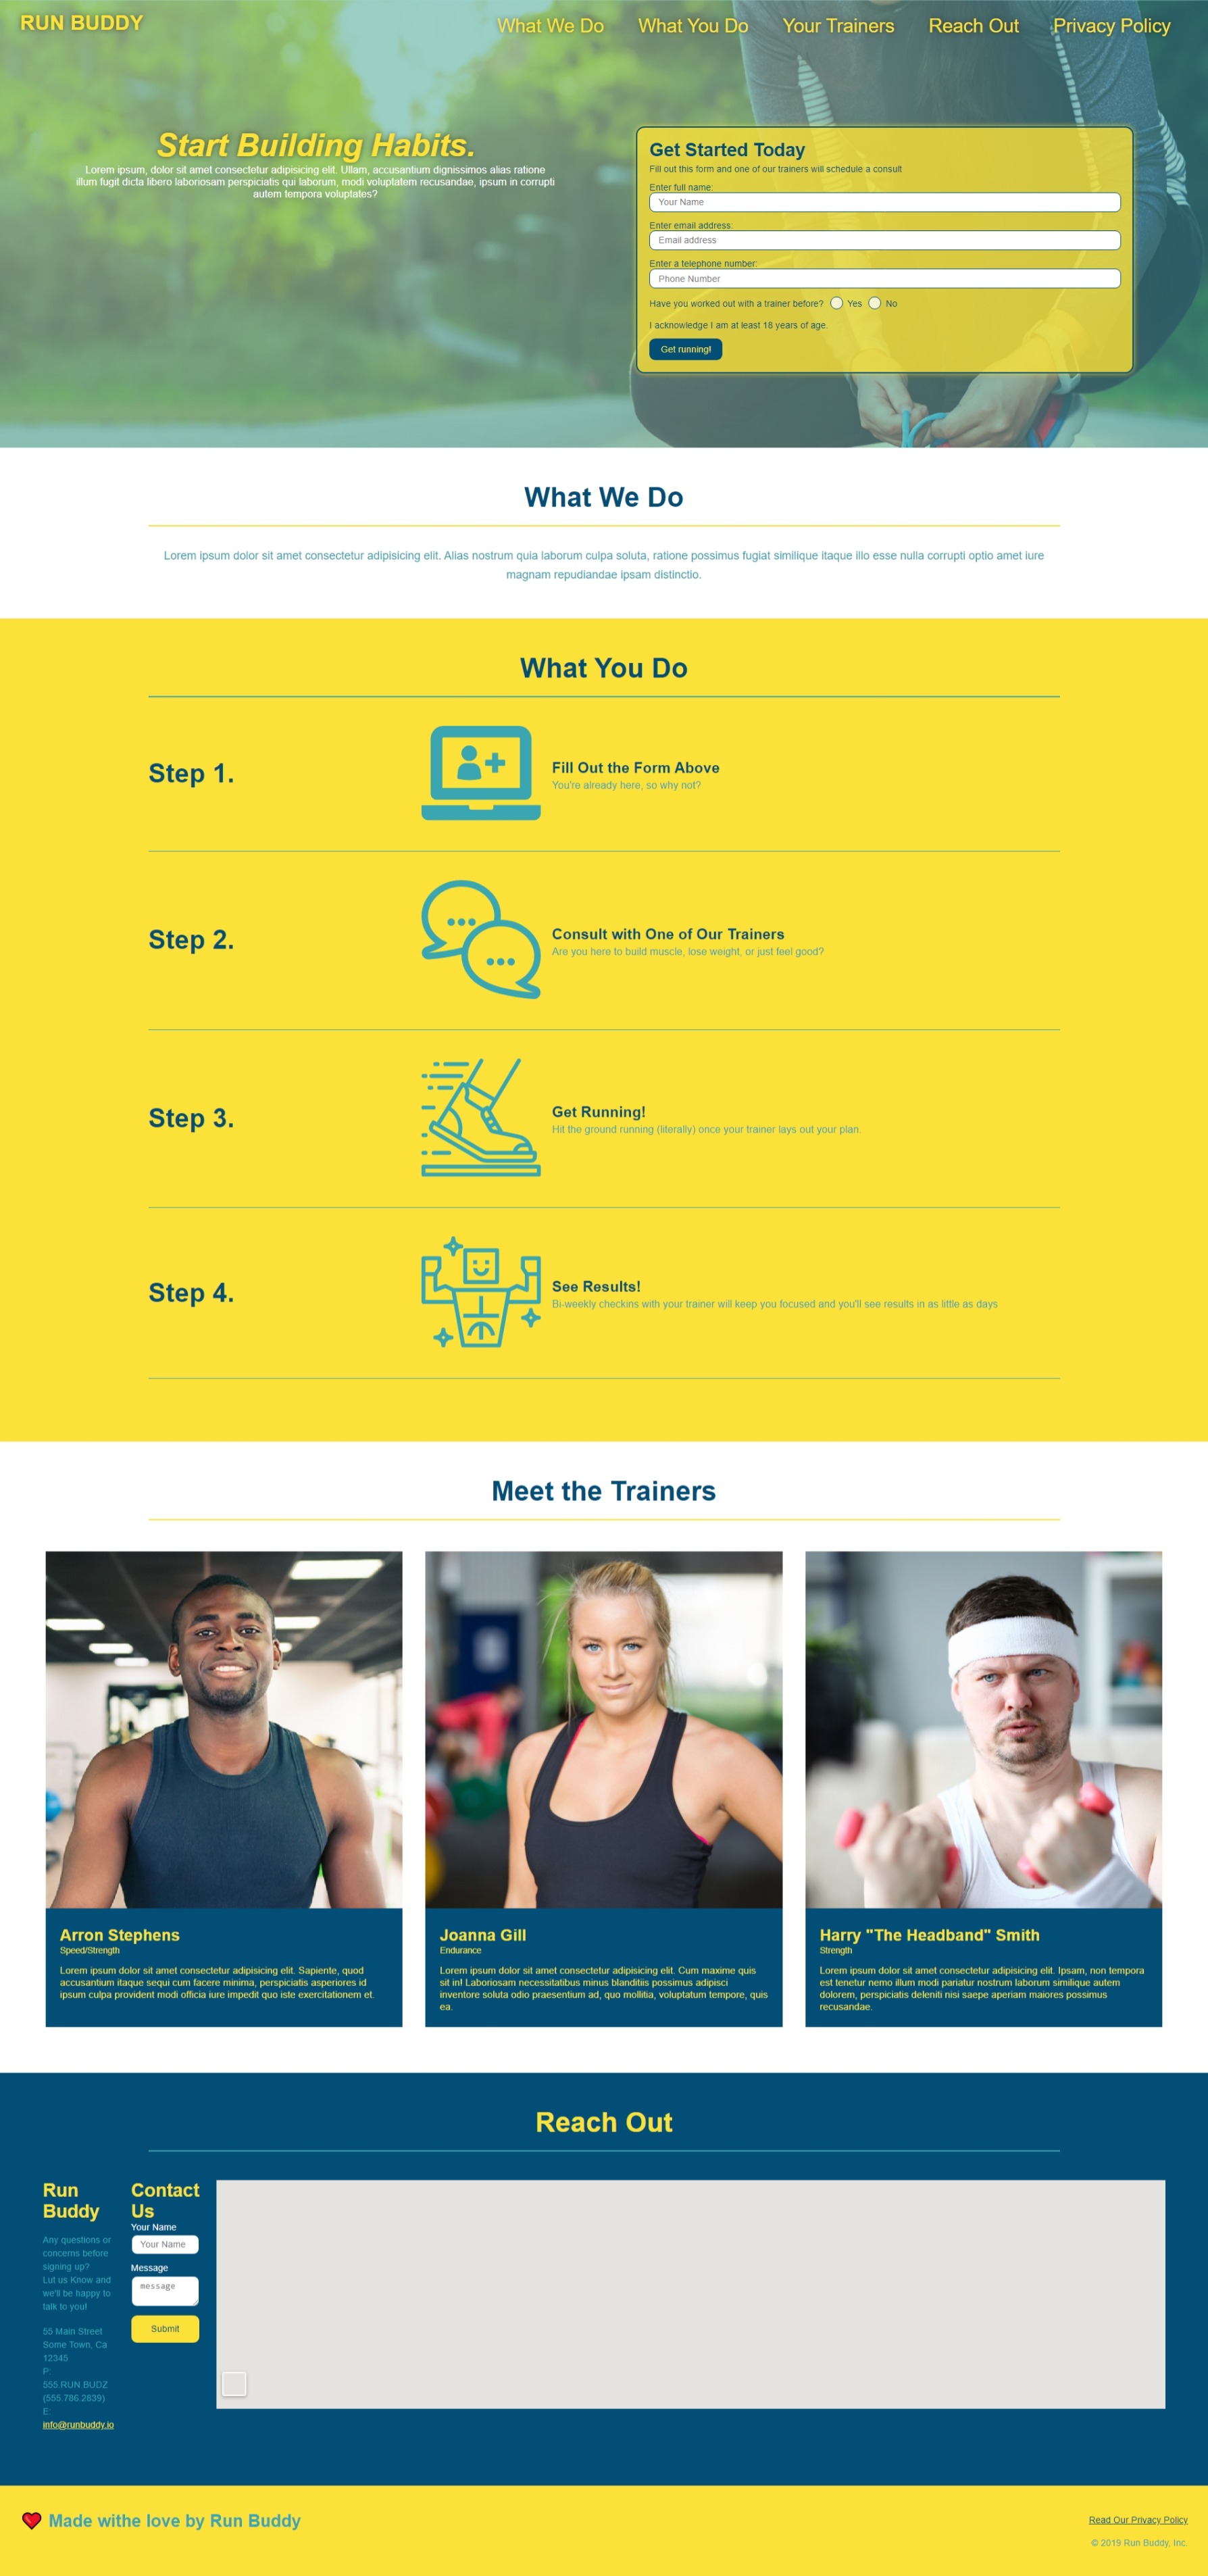 RUN BUDDY
What We Do
What You Do
Your Trainers
Reach Out
Privacy Policy
Start Building Habits.
Lorem ipsum, dolor sit amet consectetur adipisicing elit. Ullam, accusantium dignissimos alias ratione
illum fugit dicta libero laboriosam perspiciatis qui laborum, modi voluptatem recusandae, ipsum in corrupti
autem tempora voluptates?
Get Started Today
Fill out this form and one of our trainers will schedule a consult
Enter full name:
Your Name
Enter email address:
Email address
Enter a telephone number:
Phone Number
Have you worked out with a trainer before? Yes No
I acknowledge I am at least 18 years of age.
Get running!
What We Do
Lorem ipsum dolor sit amet consectetur adipisicing elit. Alias nostrum quia laborum culpa soluta, ratione possimus fugiat similique itaque illo esse nulla corrupti optio amet iure
magnam repudiandae ipsam distinctio.
What You Do
Step 1.
Fill Out the Form Above
You're already here, so why not?
Step 2.
Consult with One of Our Trainers
Are you here to build muscle, lose weight, or just feel good?
Step 3.
Get Running!
Hit the ground running (literally) once your trainer lays out your plan.
Step 4.
See Results!
Bi-weekly checkins with your trainer will keep you focused and you'll see results in as little as days
Meet the Trainers
Arron Stephens
Speed/Strength
Lorem ipsum dolor sit amet consectetur adipisicing elit. Sapiente, quod
accusantium itaque sequi cum facere minima, perspiciatis asperiores id
ipsum culpa provident modi officia iure impedit quo iste exercitationem et.
Joanna Gill
Endurance
Lorem ipsum dolor sit amet consectetur adipisicing elit. Cum maxime quis
sit in! Laboriosam necessitatibus minus blanditiis possimus adipisci
inventore soluta odio praesentium ad, quo mollitia, voluptatum tempore, quis
ea.
Harry "The Headband" Smith
Strength
Lorem ipsum dolor sit amet consectetur adipisicing elit. Ipsam, non tempora
est tenetur nemo illum modi pariatur nostrum laborum similique autem
dolorem, perspiciatis deleniti nisi saepe aperiam maiores possimus
recusandae.
Reach Out
Run
Buddy
Any questions or
concerns before
signing up?
Lut us Know and
we'll be happy to
talk to you!
55 Main Street
Some Town, Ca
12345
P:
555.RUN.BUDZ
(555.786.2839)
E:
info@runbuddy.io
Contact
Us
Your Name
Your Name
Message
message
Submit
Made withe love by Run Buddy
Read Our Privacy Policy
© 2019 Run Buddy, Inc.